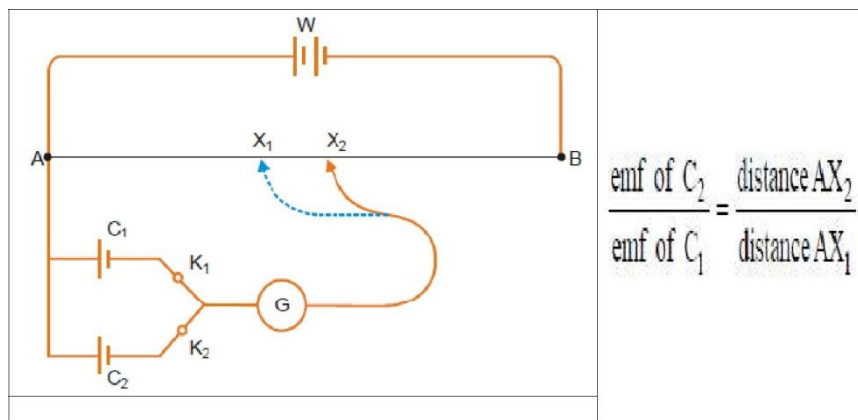 W
X₁ X₂
A B
C₁
K₁
G
K₂
C₂
emf of C₂ / emf of C₁ = distance AX₂ / distance AX₁